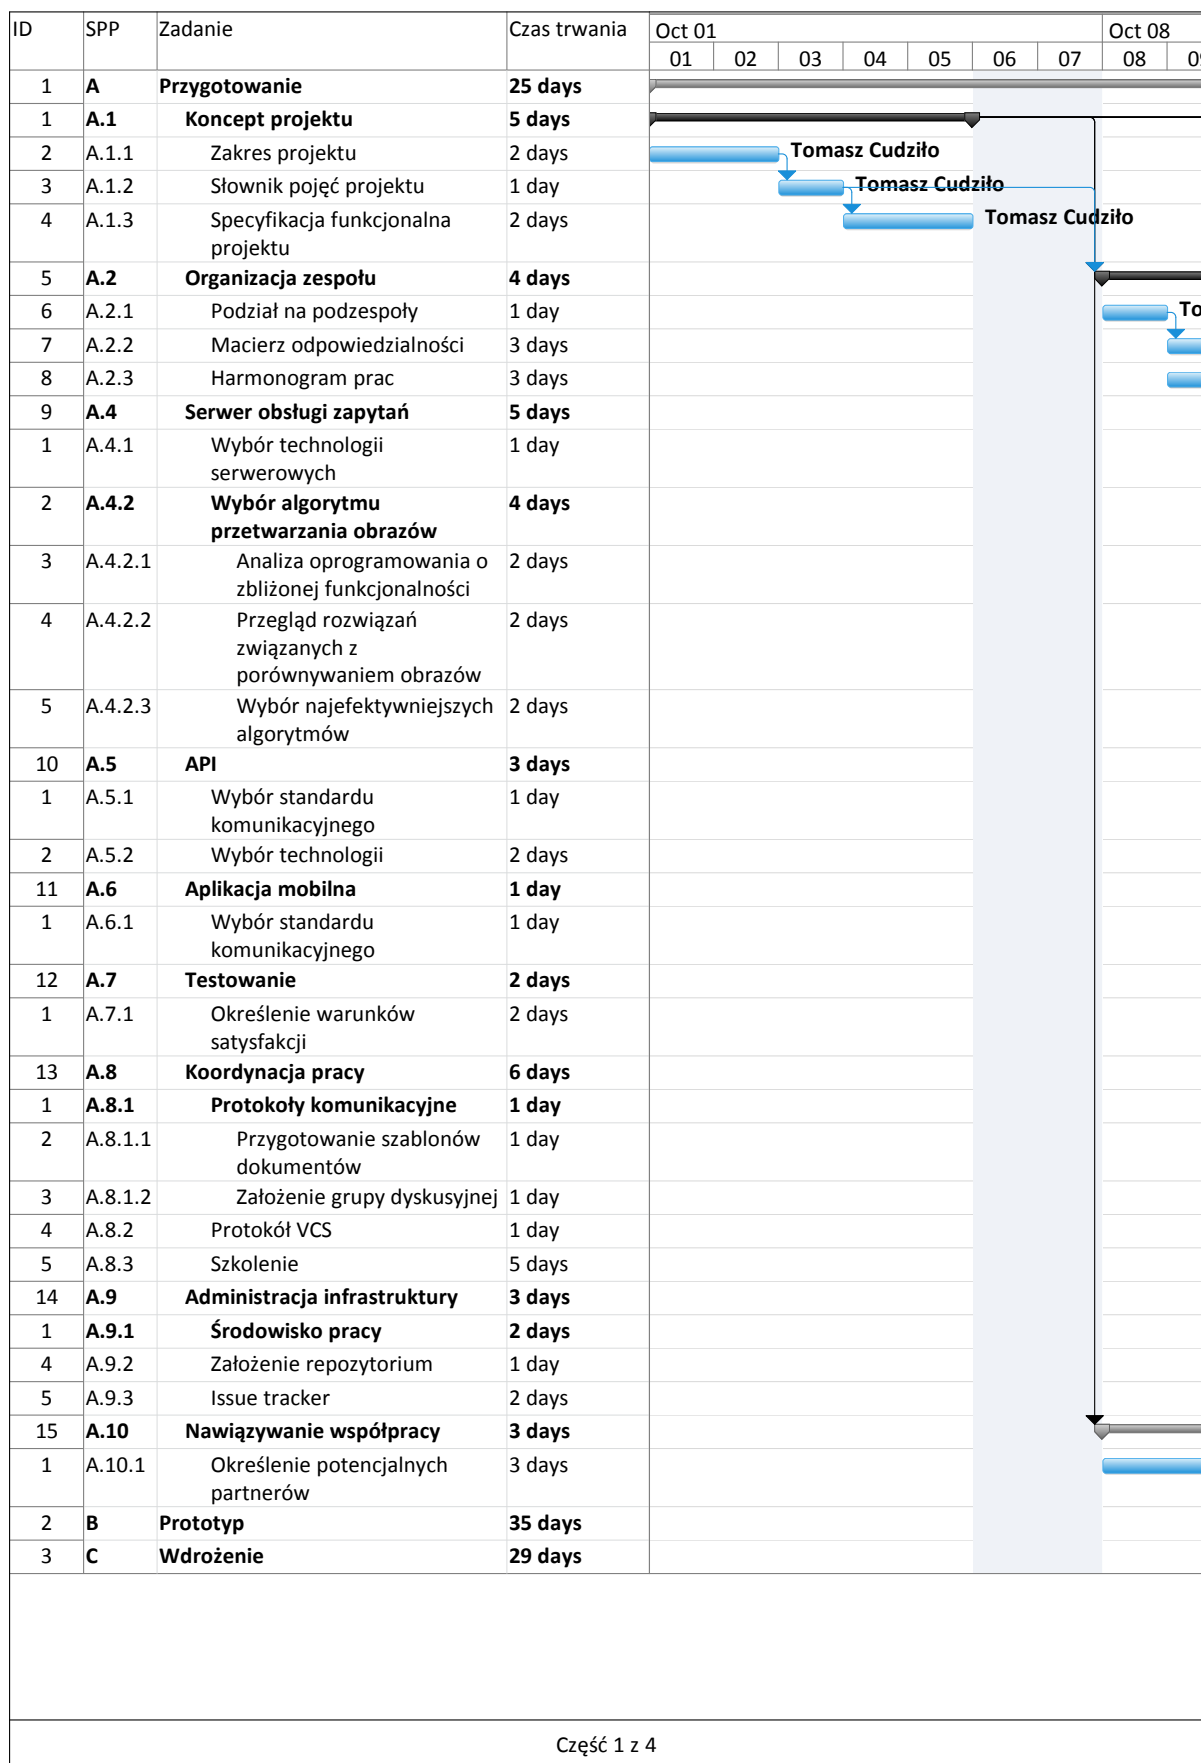 ID SPP Zadanie Czas trwania Oct 01 Oct 08
01 02 03 04 05 06 07 08 09
1 A Przygotowanie 25 days
1 A.1 Koncept projektu 5 days
2 A.1.1 Zakres projektu 2 days Tomasz Cudziło
3 A.1.2 Słownik pojęć projektu 1 day Tomasz Cudziło
4 A.1.3 Specyfikacja funkcjonalna 2 days Tomasz Cudziło
projektu
5 A.2 Organizacja zespołu 4 days
6 A.2.1 Podział na podzespoły 1 day To
7 A.2.2 Macierz odpowiedzialności 3 days
8 A.2.3 Harmonogram prac 3 days
9 A.4 Serwer obsługi zapytań 5 days
1 A.4.1 Wybór technologii 1 day
serwerowych
2 A.4.2 Wybór algorytmu 4 days
przetwarzania obrazów
3 A.4.2.1 Analiza oprogramowania o 2 days
zbliżonej funkcjonalności
4 A.4.2.2 Przegląd rozwiązań 2 days
związanych z
porównywaniem obrazów
5 A.4.2.3 Wybór najefektywniejszych 2 days
algorytmów
10 A.5 API 3 days
1 A.5.1 Wybór standardu 1 day
komunikacyjnego
2 A.5.2 Wybór technologii 2 days
11 A.6 Aplikacja mobilna 1 day
1 A.6.1 Wybór standardu 1 day
komunikacyjnego
12 A.7 Testowanie 2 days
1 A.7.1 Określenie warunków 2 days
satysfakcji
13 A.8 Koordynacja pracy 6 days
1 A.8.1 Protokoły komunikacyjne 1 day
2 A.8.1.1 Przygotowanie szablonów 1 day
dokumentów
3 A.8.1.2 Założenie grupy dyskusyjnej 1 day
4 A.8.2 Protokół VCS 1 day
5 A.8.3 Szkolenie 5 days
14 A.9 Administracja infrastruktury 3 days
1 A.9.1 Środowisko pracy 2 days
4 A.9.2 Założenie repozytorium 1 day
5 A.9.3 Issue tracker 2 days
15 A.10 Nawiązywanie współpracy 3 days
1 A.10.1 Określenie potencjalnych 3 days
partnerów
2 B Prototyp 35 days
3 C Wdrożenie 29 days
Część 1 z 4